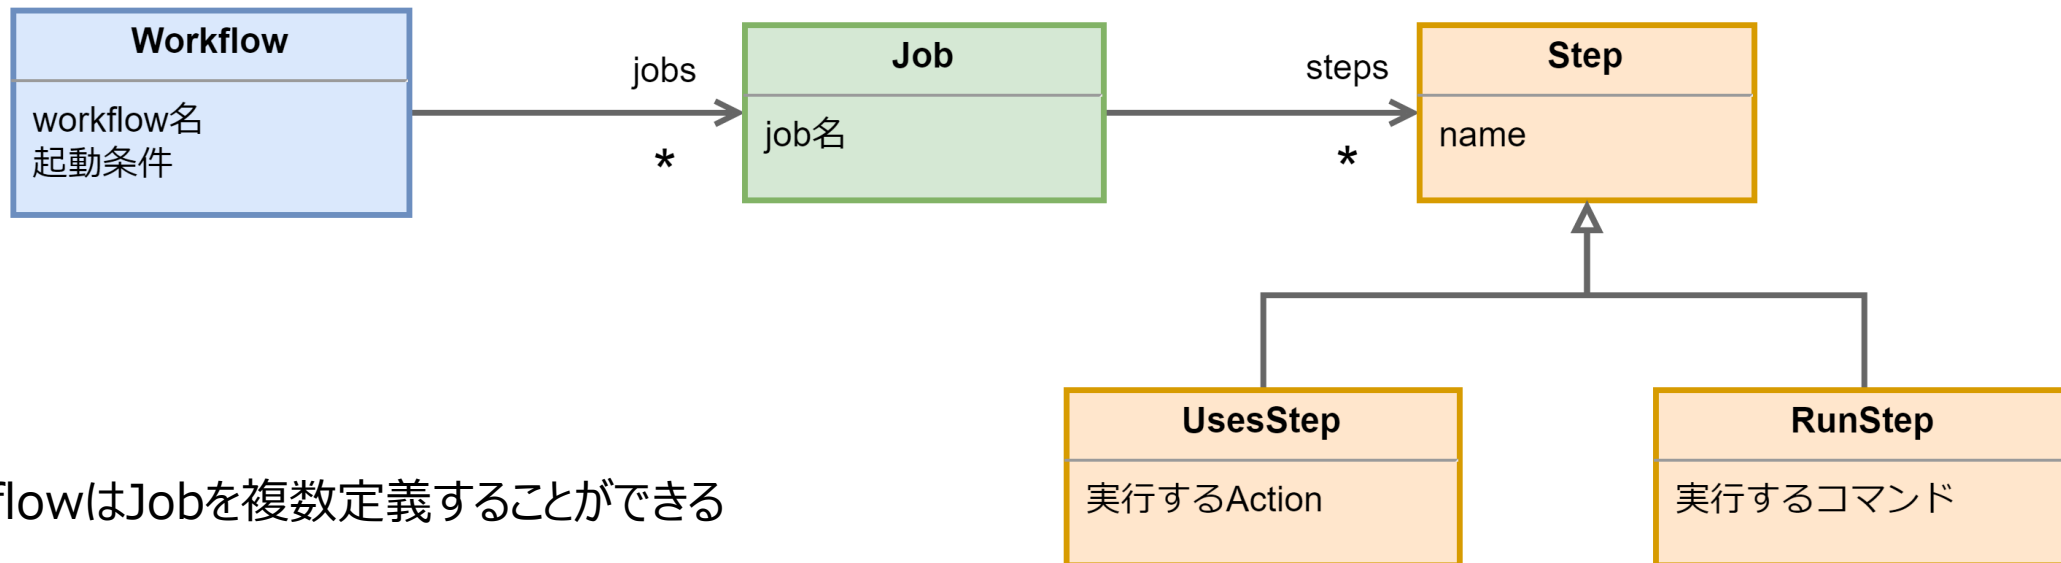 Workflow
workflow名
起動条件
jobs
*
Job
job名
steps
*
Step
name
UsesStep
実行するAction
RunStep
実行するコマンド
flowはJobを複数定義することができる